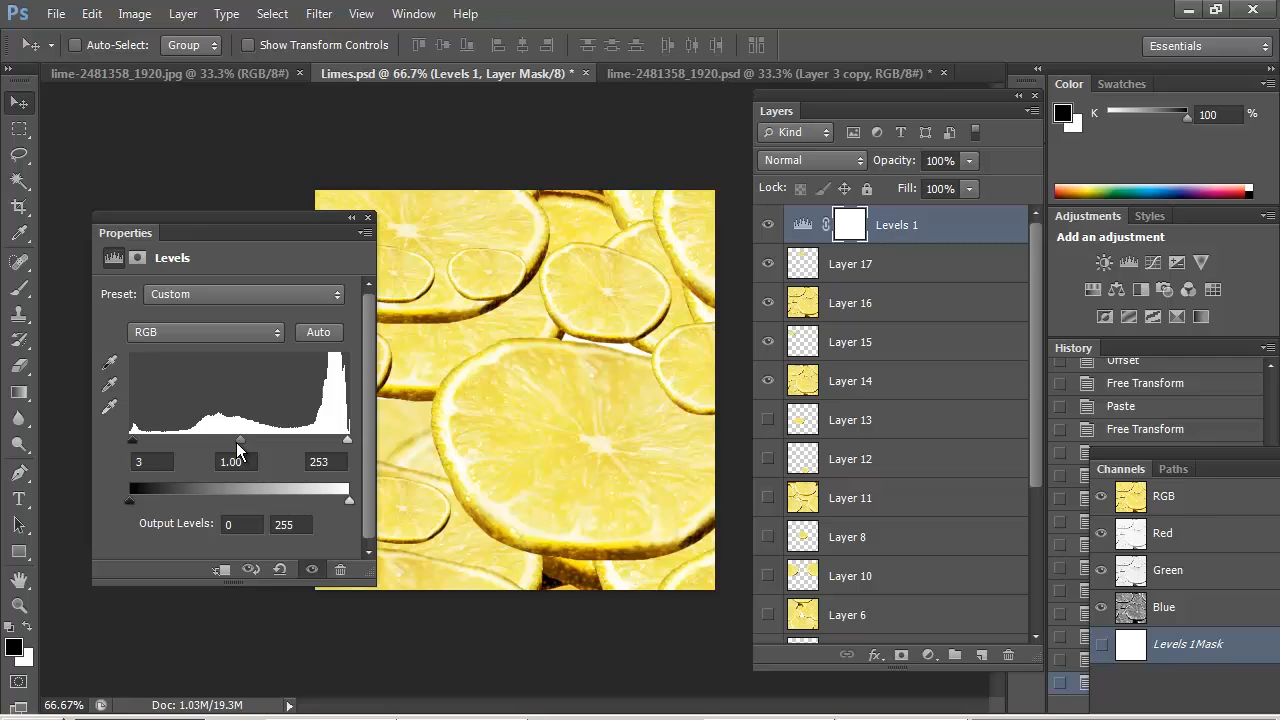 Ps File Edit Image Layer Type Select Filter View Window Help
Auto-Select: Group Show Transform Controls Essentials
lime-2481358_1920.jpg @ 33.3% (RGB/8#) × Limes.psd @ 66.7% (Levels 1, Layer Mask/8) * × lime-2481358_1920.psd @ 33.3% (Layer 3 copy, RGB/8#) * ×
Properties
Levels
Preset: Custom
RGB Auto
3 1.00 253
Output Levels: 0 255
Layers
Kind
Normal Opacity: 100%
Lock: Fill: 100%
Levels 1
Layer 17
Layer 16
Layer 15
Layer 14
Layer 13
Layer 12
Layer 11
Layer 8
Layer 10
Layer 6
Color Swatches
K 100 %
Adjustments Styles
Add an adjustment
History
Offset
Free Transform
Paste
Free Transform
Channels Paths
RGB
Red
Green
Blue
Levels 1Mask
66.67% Doc: 1.03M/19.3M